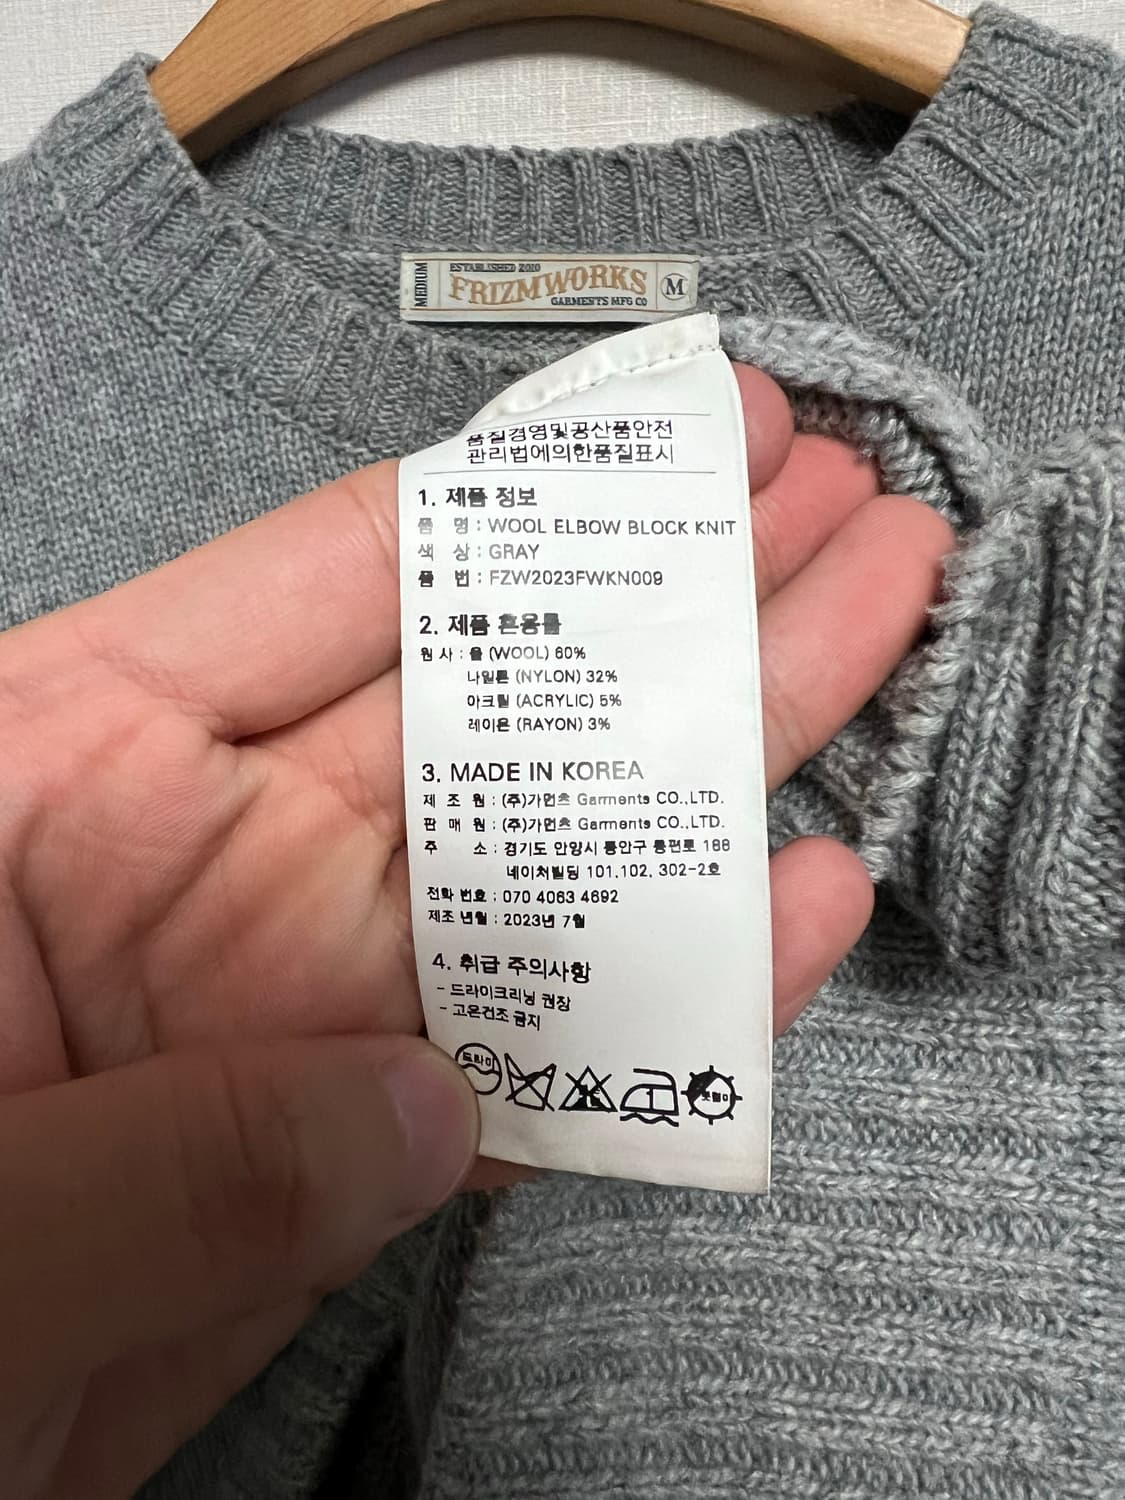 MEDIUM
ESTABLISHED 2010
FRIZMWORKS
GARMENTS MFG CO
M
품질경영및공산품안전
관리법에의한품질표시
1. 제품 정보
품 명 : WOOL ELBOW BLOCK KNIT
색 상 : GRAY
품 번 : FZW2023FWKN009
2. 제품 혼용률
원 사 : 울 (WOOL) 60%
나일론 (NYLON) 32%
아크릴 (ACRYLIC) 5%
레이온 (RAYON) 3%
3. MADE IN KOREA
제 조 원 : (주)가먼츠 Garments CO.,LTD.
판 매 원 : (주)가먼츠 Garments CO.,LTD.
주 소 : 경기도 안양시 동안구 동편로 188
네이처빌딩 101,102, 302-2호
전화 번호 : 070 4063 4692
제조 년월 : 2023년 7월
4. 취급 주의사항
- 드라이크리닝 권장
- 고온건조 금지
드라이
1